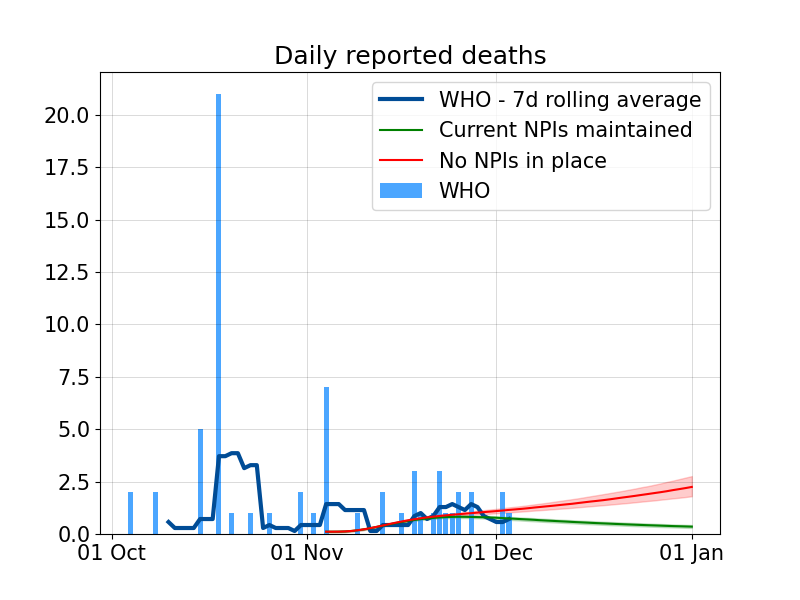 Daily reported deaths
WHO - 7d rolling average
Current NPIs maintained
No NPIs in place
WHO
20.0
17.5
15.0
12.5
10.0
7.5
5.0
2.5
0.0
01 Oct 01 Nov 01 Dec 01 Jan